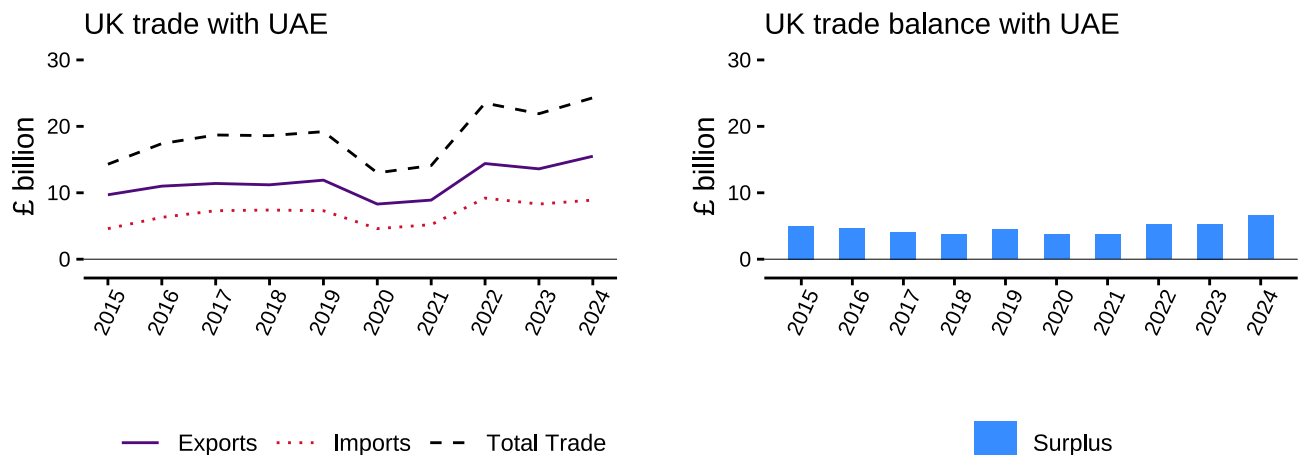 UK trade with UAE
£ billion
30
20
10
0
2015 2016 2017 2018 2019 2020 2021 2022 2023 2024
Exports Imports Total Trade
UK trade balance with UAE
£ billion
30
20
10
0
2015 2016 2017 2018 2019 2020 2021 2022 2023 2024
Surplus